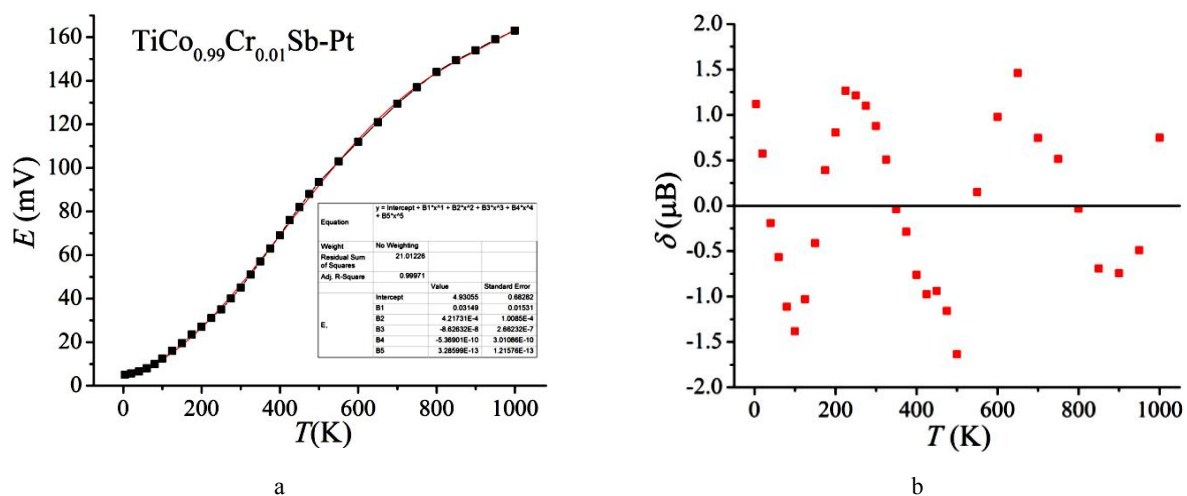 TiCo0.99Cr0.01Sb-Pt
E (mV)
160
140
120
100
80
60
40
20
0
Equation y = Intercept + B1*x^1 + B2*x^2 + B3*x^3 + B4*x^4
+ B5*x^5
Weight No Weighting
Residual Sum
of Squares 21.01226
Adj. R-Square 0.99971
Value Standard Error
E, Intercept 4.93055 0.66282
B1 0.03149 0.01531
B2 4.21731E-4 1.0085E-4
B3 -8.62632E-8 2.66232E-7
B4 -5.36901E-10 3.01086E-10
B5 3.28599E-13 1.21576E-13
0 200 400 600 800 1000
T(K)
a
δ (μВ)
2.0
1.5
1.0
0.5
0.0
-0.5
-1.0
-1.5
-2.0
0 200 400 600 800 1000
T (K)
b